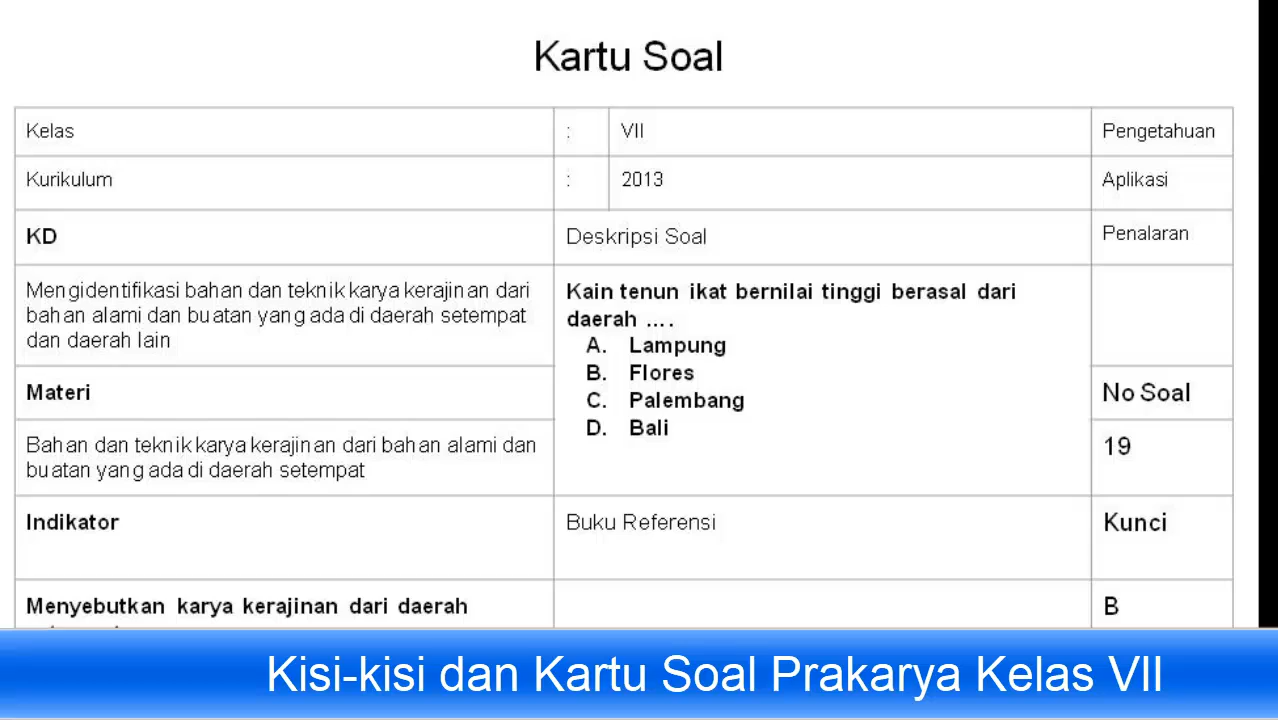 Kartu Soal
Kelas : VII Pengetahuan
Kurikulum : 2013 Aplikasi
KD Deskripsi Soal Penalaran
Mengidentifikasi bahan dan teknik karya kerajinan dari
bahan alami dan buatan yang ada di daerah setempat
dan daerah lain
Kain tenun ikat bernilai tinggi berasal dari
daerah ....
A. Lampung
B. Flores
C. Palembang
D. Bali
Materi
No Soal
Bahan dan teknik karya kerajinan dari bahan alami dan
buatan yang ada di daerah setempat
19
Indikator Buku Referensi Kunci
Menyebutkan karya kerajinan dari daerah B
Kisi-kisi dan Kartu Soal Prakarya Kelas VII